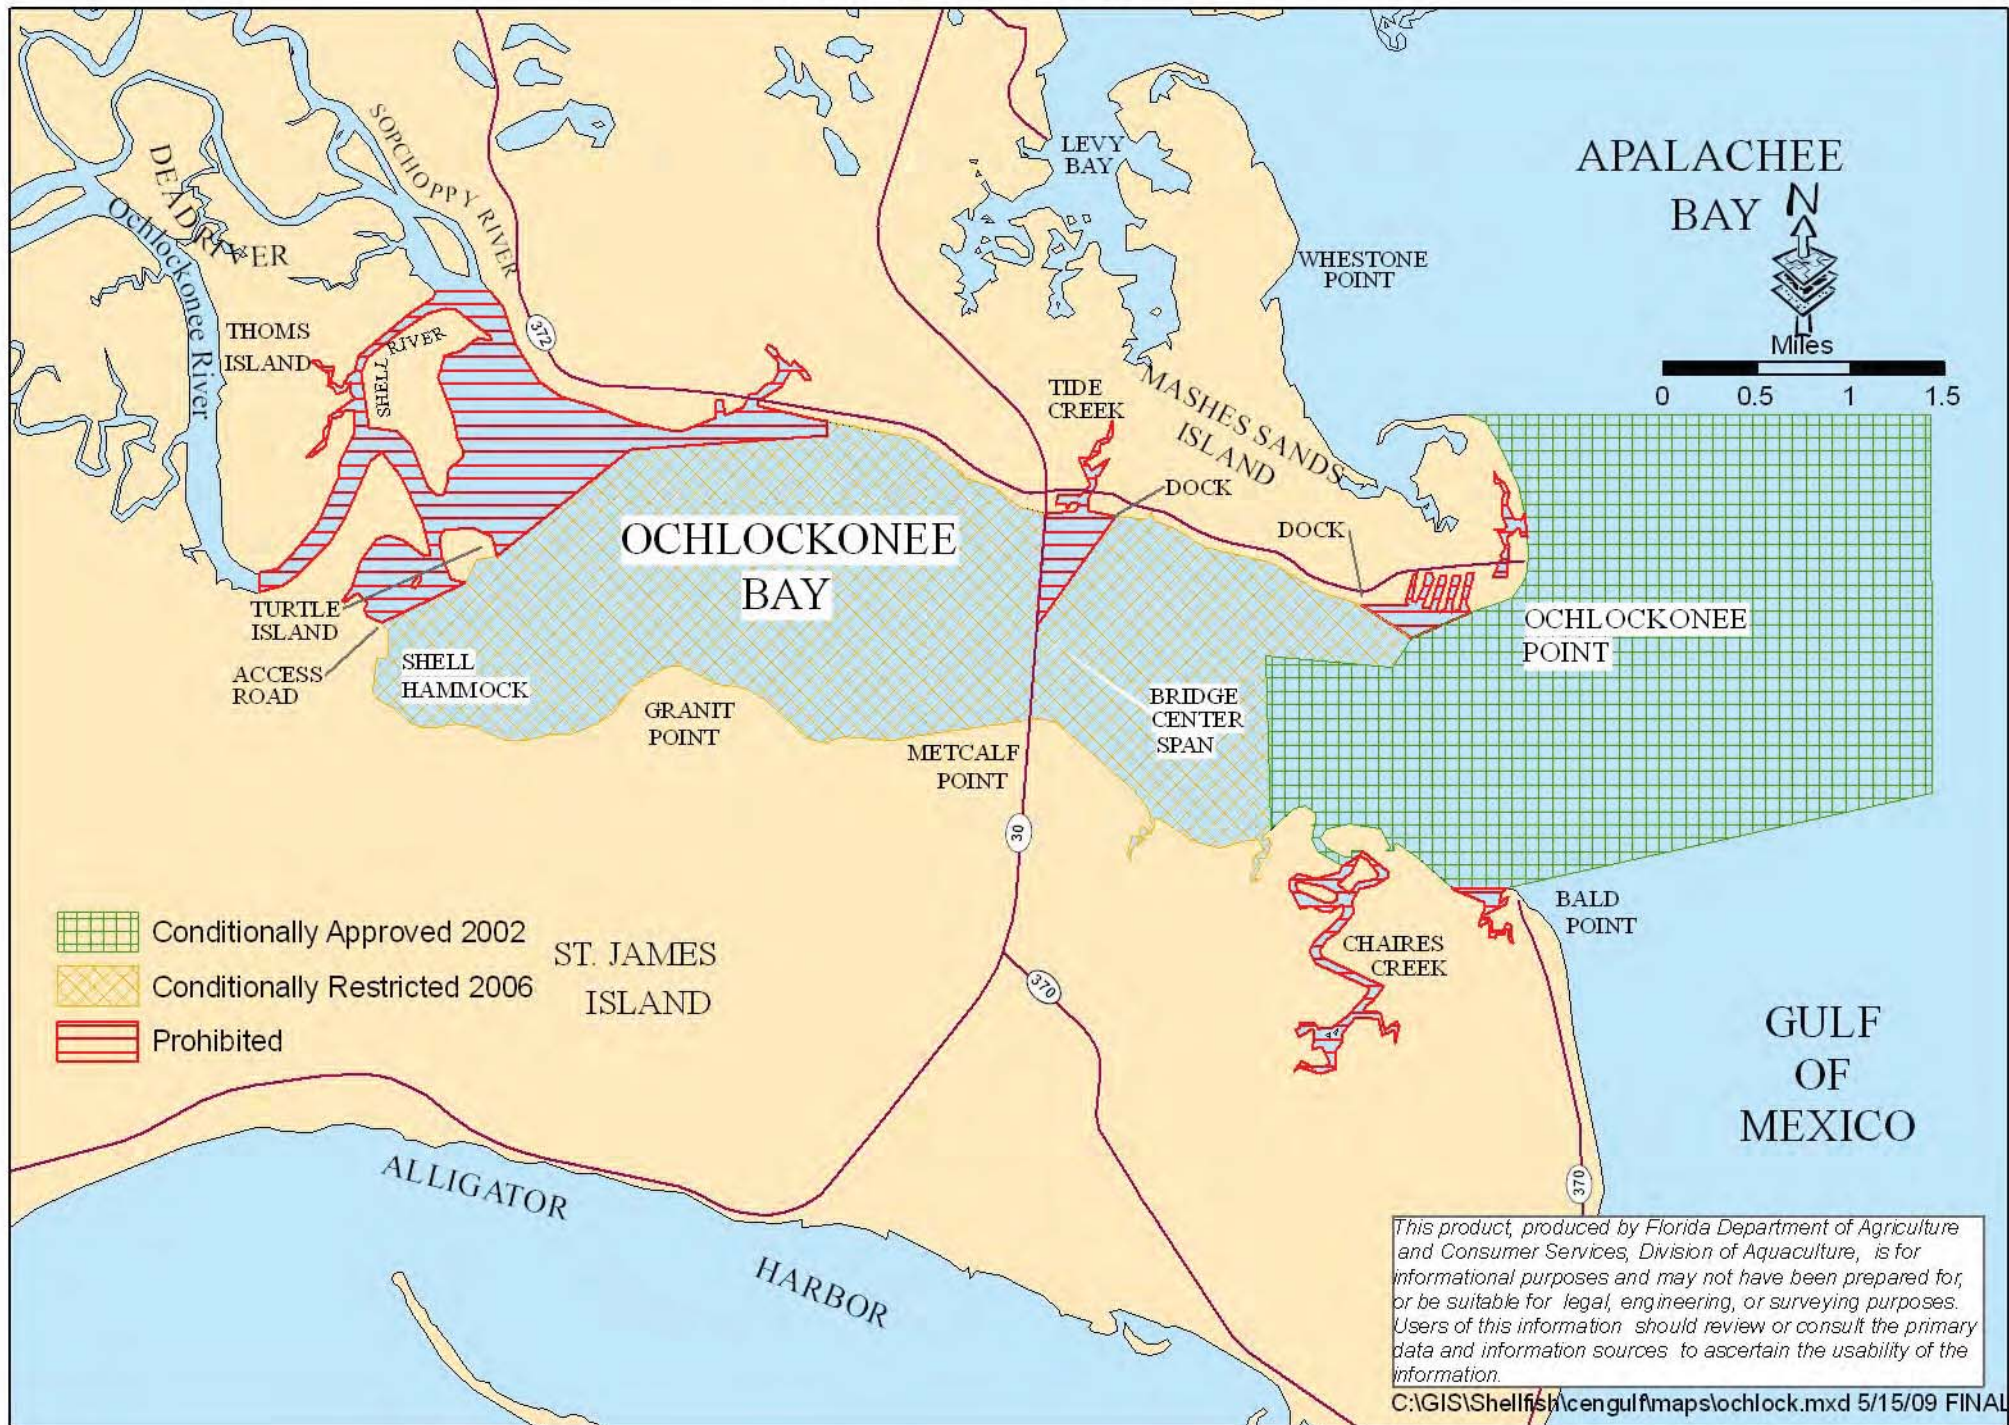 SOPCHOPPY RIVER
DEAD RIVER
Ochlockonee River
LEVY
BAY
APALACHEE
BAY
N
WHESTONE
POINT
THOMS
ISLAND
SHELL RIVER
372
Miles
0 0.5 1 1.5
TIDE
CREEK
MASHES SANDS
ISLAND
DOCK
DOCK
OCHLOCKONEE
BAY
TURTLE
ISLAND
ACCESS
ROAD
SHELL
HAMMOCK
OCHLOCKONEE
POINT
GRANIT
POINT
BRIDGE
CENTER
SPAN
METCALF
POINT
30
BALD
POINT
CHAIRES
CREEK
Conditionally Approved 2002
Conditionally Restricted 2006
Prohibited
ST. JAMES
ISLAND
370
GULF
OF
MEXICO
370
ALLIGATOR
HARBOR
This product, produced by Florida Department of Agriculture
and Consumer Services, Division of Aquaculture, is for
informational purposes and may not have been prepared for,
or be suitable for legal, engineering, or surveying purposes.
Users of this information should review or consult the primary
data and information sources to ascertain the usability of the
information.
C:\GIS\Shellfish\cengulf\maps\ochlock.mxd 5/15/09 FINAL